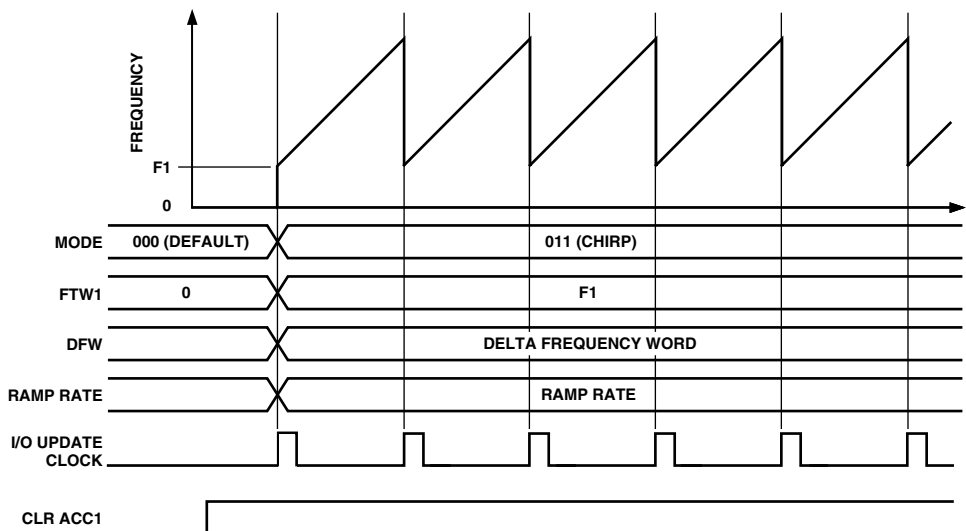 FREQUENCY
F1
0
MODE
000 (DEFAULT)
011 (CHIRP)
FTW1
0
F1
DFW
DELTA FREQUENCY WORD
RAMP RATE
RAMP RATE
I/O UPDATE
CLOCK
CLR ACC1